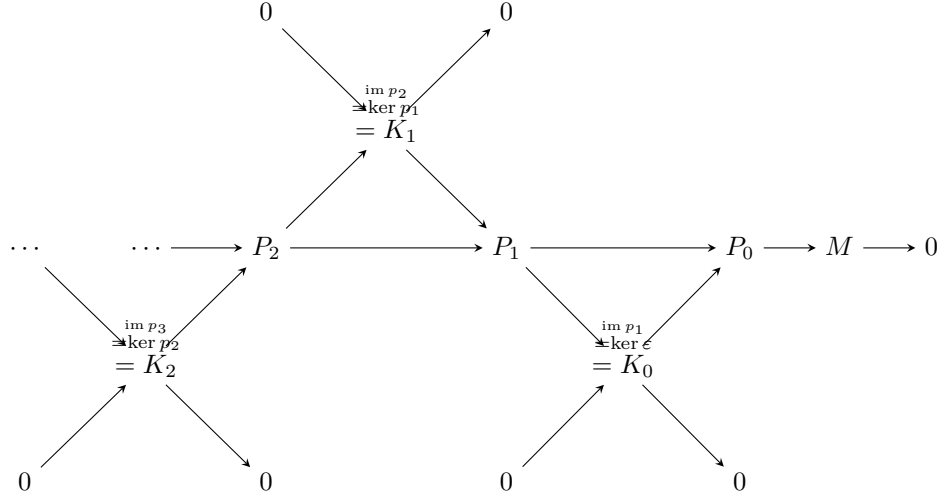 0 0
im p₂
= ker p₁
= K₁
⋯ ⋯ P₂ P₁ P₀ M 0
im p₃ im p₁
= ker p₂ = ker ϵ
= K₂ = K₀
0 0 0 0